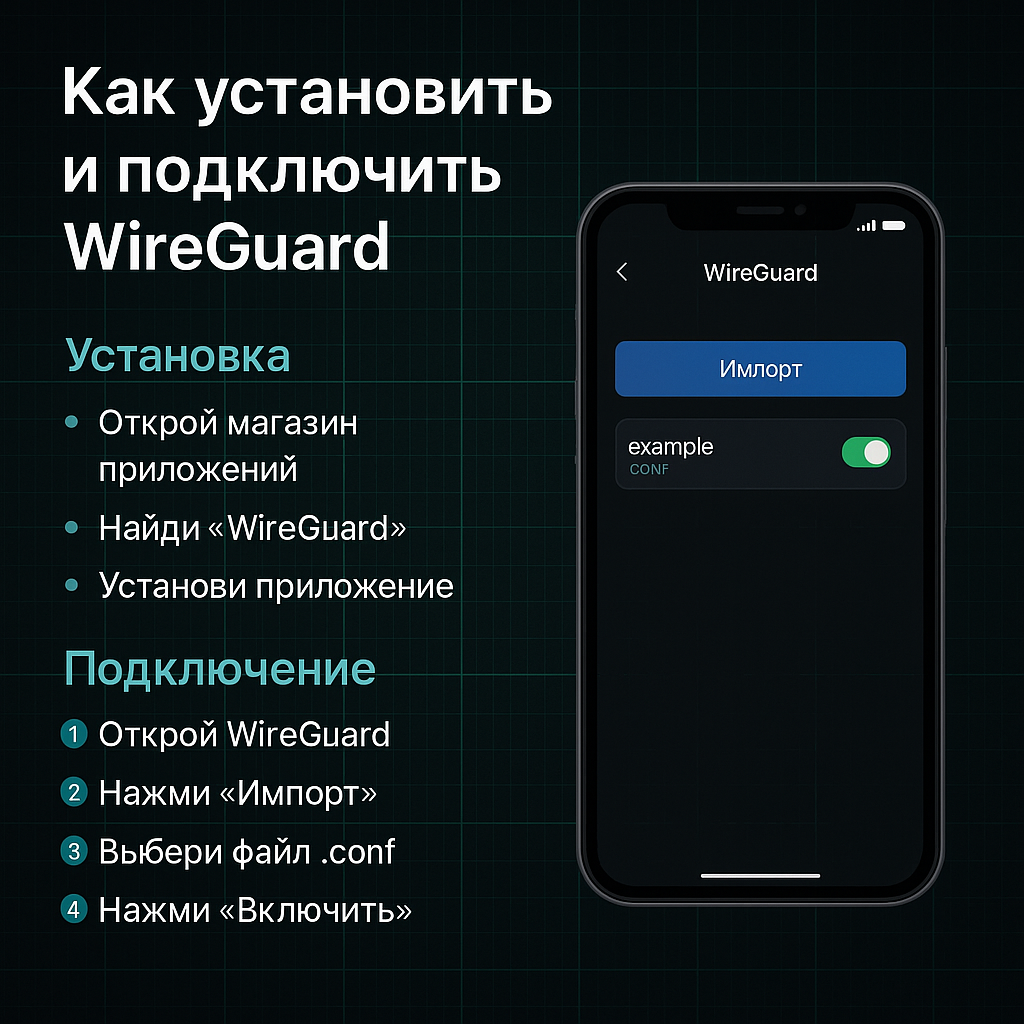 Как установить
и подключить
WireGuard
Установка
• Открой магазин
приложений
• Найди «WireGuard»
• Установи приложение
Подключение
1 Открой WireGuard
2 Нажми «Импорт»
3 Выбери файл .conf
4 Нажми «Включить»
WireGuard
Имлорт
example
CONF